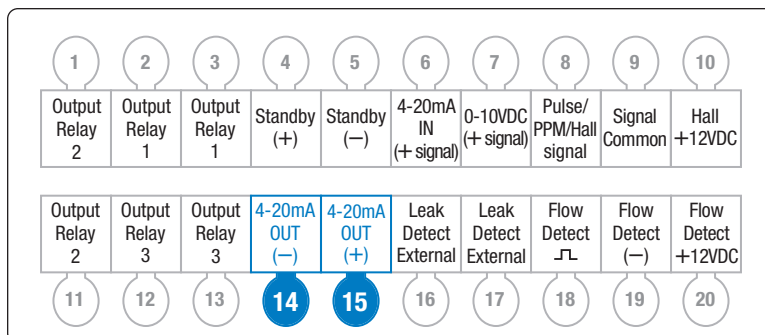 1 2 3 4 5 6 7 8 9 10
Output Relay 2
Output Relay 1
Output Relay 1
Standby (+)
Standby (—)
4-20mA IN (+ signal)
0-10VDC (+ signal)
Pulse/ PPM/Hall signal
Signal Common
Hall +12VDC
Output Relay 2
Output Relay 3
Output Relay 3
4-20mA OUT (—)
4-20mA OUT (+)
Leak Detect External
Leak Detect External
Flow Detect
Flow Detect (—)
Flow Detect +12VDC
11 12 13 14 15 16 17 18 19 20